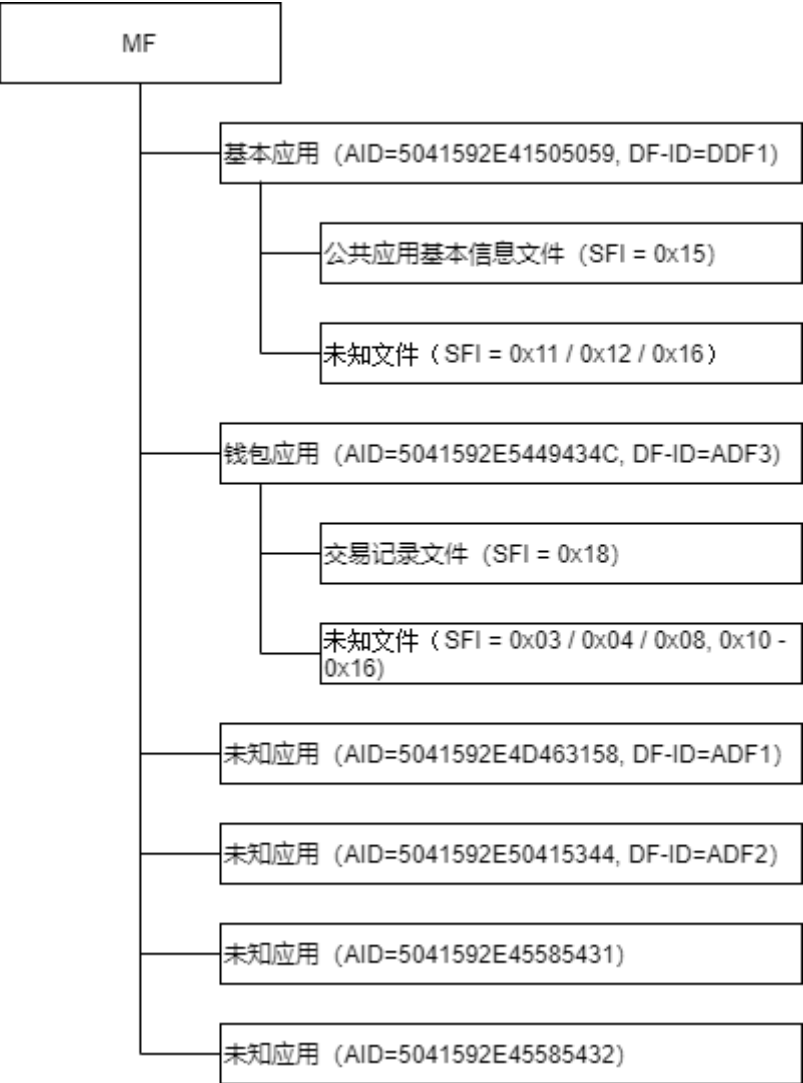 MF
基本应用（AID=5041592E41505059, DF-ID=DDF1）
公共应用基本信息文件（SFI = 0x15）
未知文件（SFI = 0x11 / 0x12 / 0x16）
钱包应用（AID=5041592E5449434C, DF-ID=ADF3）
交易记录文件（SFI = 0x18）
未知文件（SFI = 0x03 / 0x04 / 0x08, 0x10 -
0x16）
未知应用（AID=5041592E4D463158, DF-ID=ADF1）
未知应用（AID=5041592E50415344, DF-ID=ADF2）
未知应用（AID=5041592E45585431）
未知应用（AID=5041592E45585432）